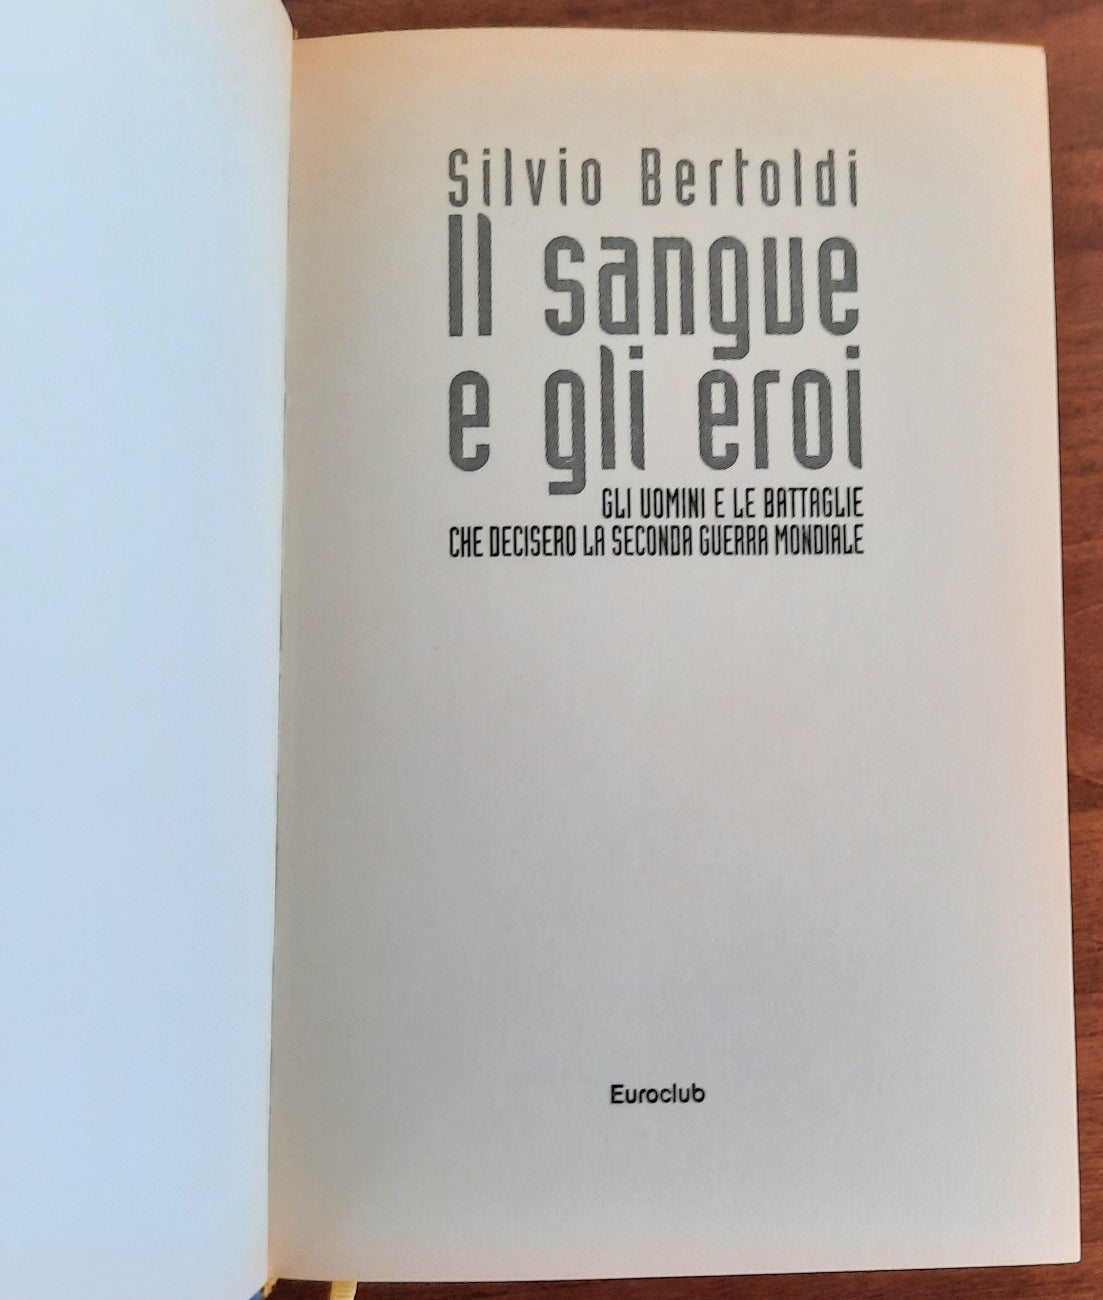 Silvio Bertoldi
Il sangue
e gli eroi
GLI UOMINI E LE BATTAGLIE
CHE DECISERO LA SECONDA GUERRA MONDIALE
Euroclub